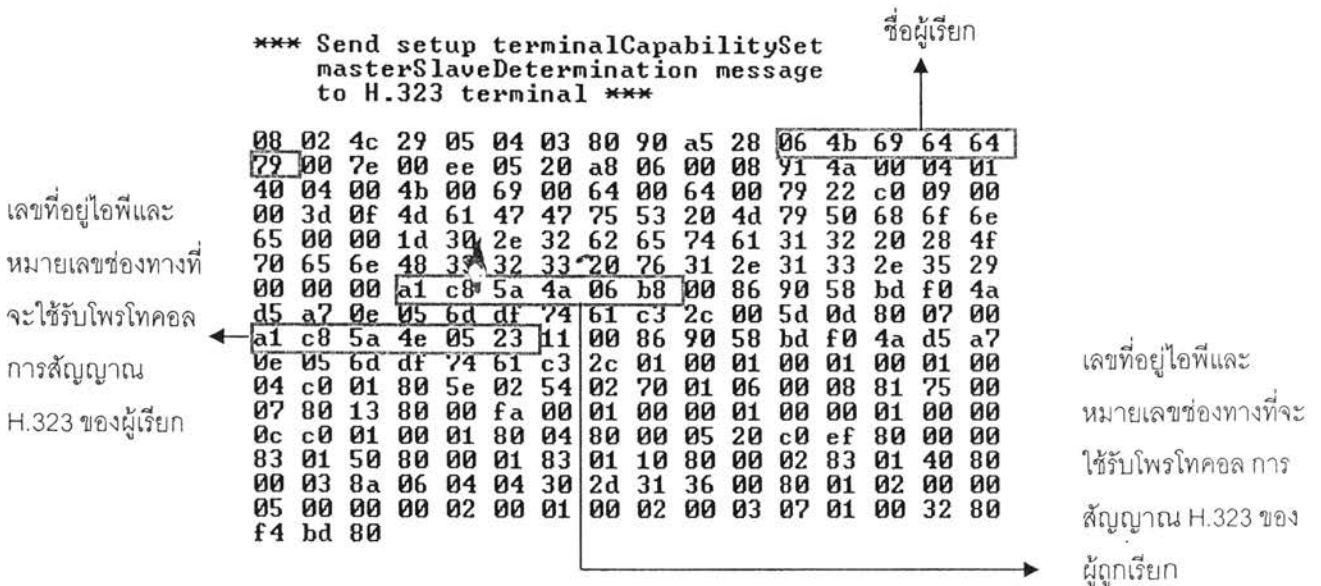 ชื่อผู้เรียก
*** Send setup terminalCapabilitySet
masterSlaveDetermination message
to H.323 terminal ***
08 02 4c 29 05 04 03 80 90 a5 28 06 4b 69 64 64
79 00 7e 00 ee 05 20 a8 06 00 08 91 4a 00 04 01
40 04 00 4b 00 69 00 64 00 64 00 79 22 c0 09 00
00 3d 0f 4d 61 47 47 75 53 20 4d 79 50 68 6f 6e
65 00 00 1d 30 2e 32 62 65 74 61 31 32 20 28 4f
70 65 6e 48 33 32 33 20 76 31 2e 31 33 2e 35 29
00 00 00 a1 c8 5a 4a 06 b8 00 86 90 58 bd f0 4a
d5 a7 0e 05 6d df 74 61 c3 2c 00 5d 0d 80 07 00
a1 c8 5a 4e 05 23 11 00 86 90 58 bd f0 4a d5 a7
0e 05 6d df 74 61 c3 2c 01 00 01 00 01 00 01 00
04 c0 01 80 5e 02 54 02 70 01 06 00 08 81 75 00
07 80 13 80 00 fa 00 01 00 00 01 00 00 01 00 00
0c c0 01 00 01 80 04 80 00 05 20 c0 ef 80 00 00
83 01 50 80 00 01 83 01 10 80 00 02 83 01 40 80
00 03 8a 06 04 04 30 2d 31 36 00 80 01 02 00 00
05 00 00 00 02 00 01 00 02 00 03 07 01 00 32 80
f4 bd 80
เลขที่อยู่ไอพีและ
หมายเลขช่องทางที่
จะใช้รับโพรโทคอล
การสัญญาณ
H.323 ของผู้เรียก
เลขที่อยู่ไอพีและ
หมายเลขช่องทางที่จะ
ใช้รับโพรโทคอล การ
สัญญาณ H.323 ของ
ผู้ถูกเรียก